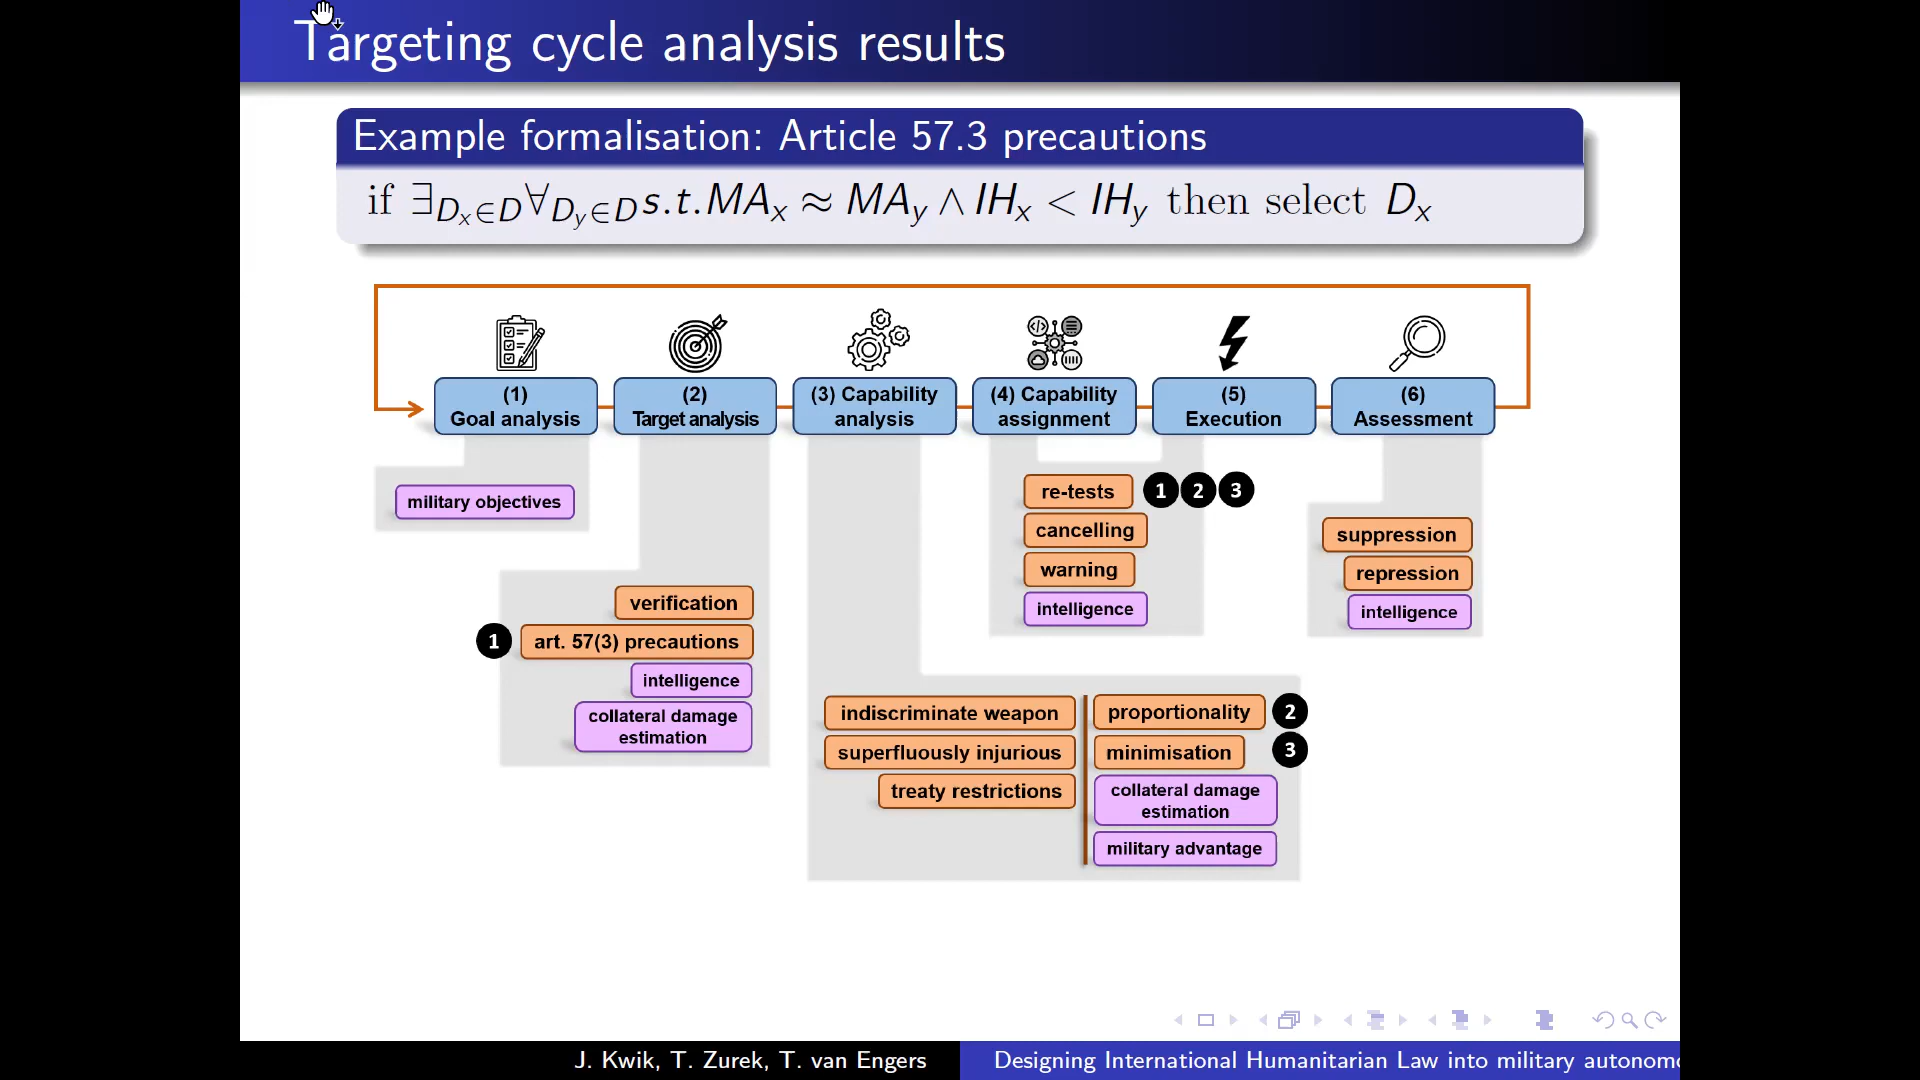 Targeting cycle analysis results
Example formalisation: Article 57.3 precautions
if ∃D_x∈D ∀D_y∈D s.t. MA_x ≈ MA_y ∧ IH_x < IH_y then select D_x
(1)
Goal analysis
(2)
Target analysis
(3) Capability
analysis
(4) Capability
assignment
(5)
Execution
(6)
Assessment
military objectives
verification
1 art. 57(3) precautions
intelligence
collateral damage
estimation
indiscriminate weapon
superfluously injurious
treaty restrictions
proportionality 2
minimisation 3
collateral damage
estimation
military advantage
re-tests 1 2 3
cancelling
warning
intelligence
suppression
repression
intelligence
J. Kwik, T. Zurek, T. van Engers
Designing International Humanitarian Law into military